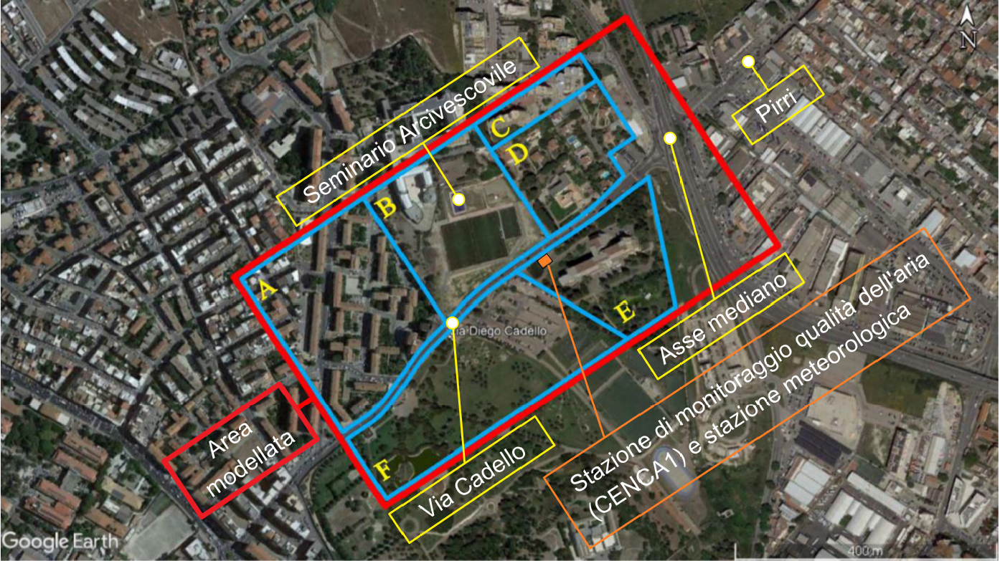 N
Seminario Arcivescovile
Pirri
C
D
B
A
E
Via Diego Cadello
Asse mediano
Area
modellata
F
Via Cadello
Stazione di monitoraggio qualità dell'aria
(CENCA1) e stazione meteorologica
Google Earth
400 m